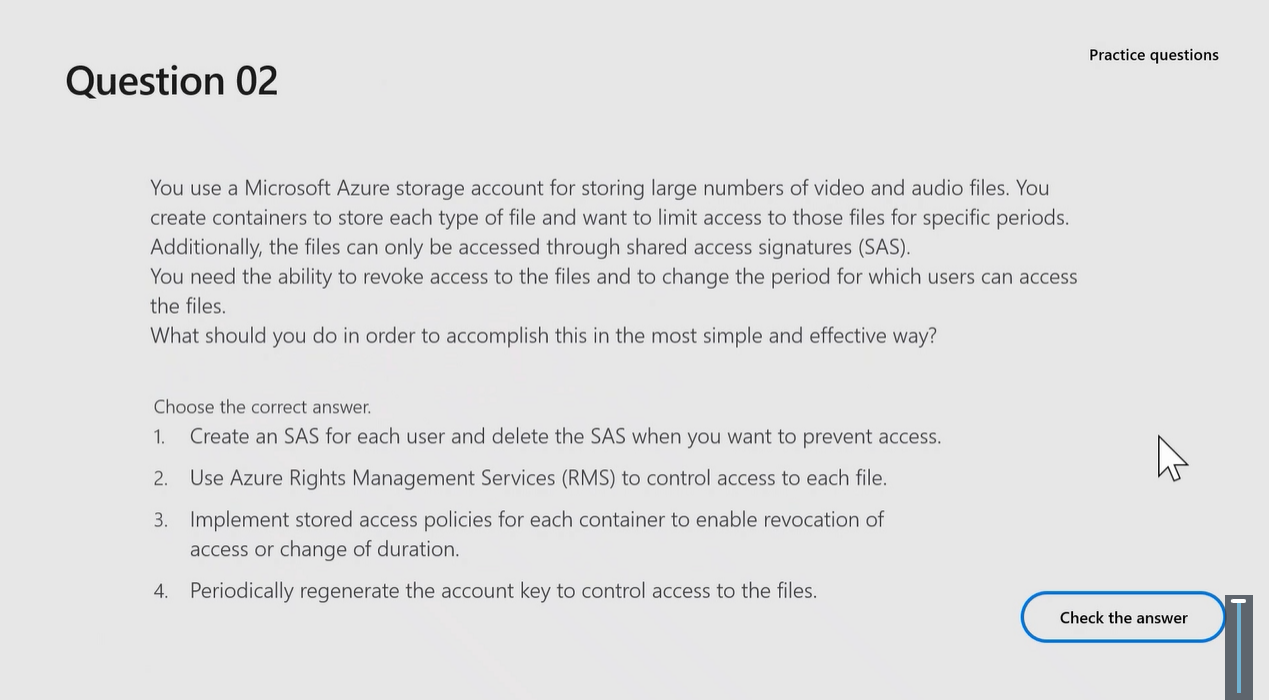 Practice questions
Question 02
You use a Microsoft Azure storage account for storing large numbers of video and audio files. You
create containers to store each type of file and want to limit access to those files for specific periods.
Additionally, the files can only be accessed through shared access signatures (SAS).
You need the ability to revoke access to the files and to change the period for which users can access
the files.
What should you do in order to accomplish this in the most simple and effective way?
Choose the correct answer.
1. Create an SAS for each user and delete the SAS when you want to prevent access.
2. Use Azure Rights Management Services (RMS) to control access to each file.
3. Implement stored access policies for each container to enable revocation of
access or change of duration.
4. Periodically regenerate the account key to control access to the files.
Check the answer